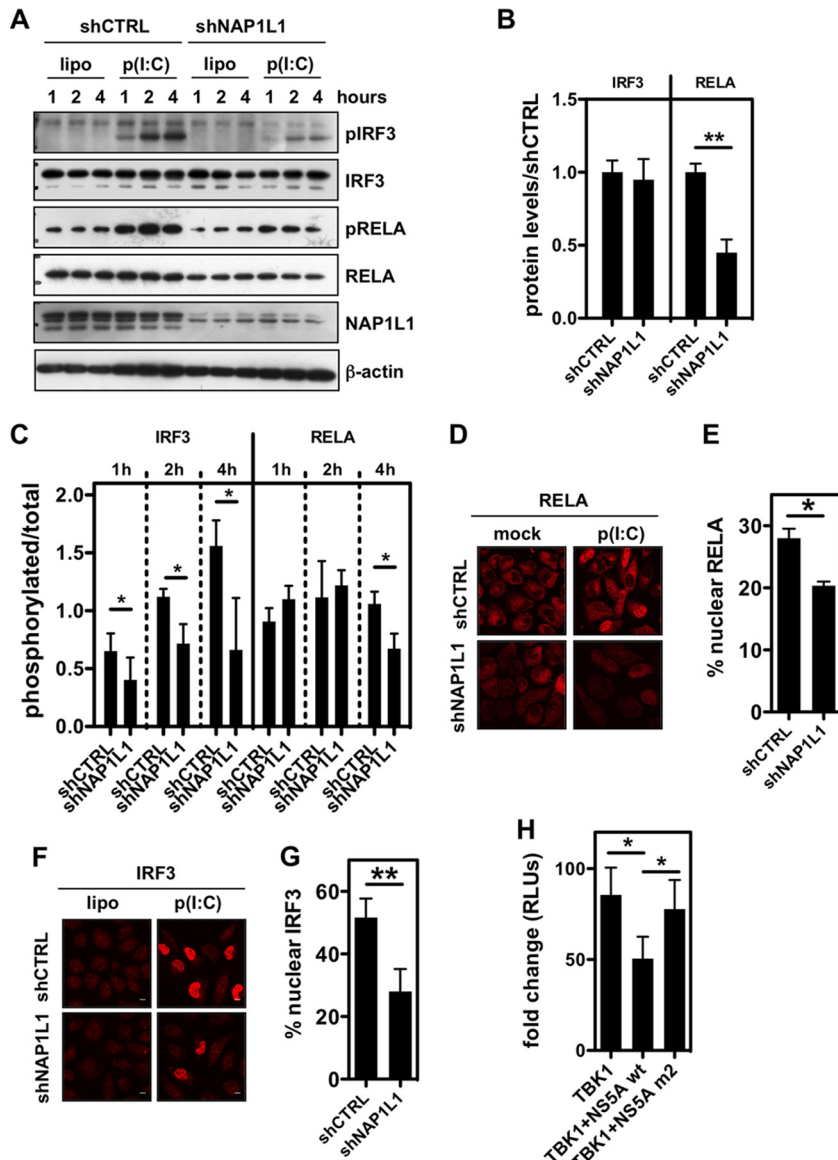 A
shCTRL shNAP1L1
lipo p(I:C) lipo p(I:C)
1 2 4 1 2 4 1 2 4 1 2 4 hours
pIRF3
IRF3
pRELA
RELA
NAP1L1
β-actin
B
IRF3 RELA
protein levels/shCTRL
1.5
1.0
0.5
0.0
**
shCTRL
shNAP1L1
shCTRL
shNAP1L1
C
IRF3 RELA
1h 2h 4h 1h 2h 4h
phosphorylated/total
2.0
1.5
1.0
0.5
0.0
* * * *
shCTRL
shNAP1L1
shCTRL
shNAP1L1
shCTRL
shNAP1L1
shCTRL
shNAP1L1
shCTRL
shNAP1L1
shCTRL
shNAP1L1
D
RELA
mock p(I:C)
shCTRL
shNAP1L1
E
% nuclear RELA
30
20
10
0
*
shCTRL
shNAP1L1
F
IRF3
lipo p(I:C)
shCTRL
shNAP1L1
G
% nuclear IRF3
60
40
20
0
**
shCTRL
shNAP1L1
H
fold change (RLUs)
100
50
0
* *
TBK1
TBK1+NS5A wt
TBK1+NS5A m2